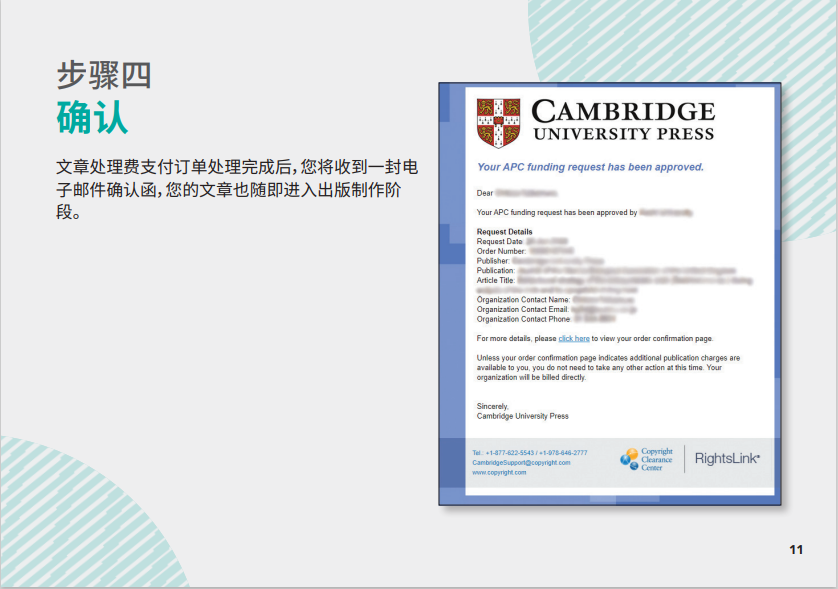 步骤四
确认
文章处理费支付订单处理完成后,您将收到一封电
子邮件确认函,您的文章也随即进入出版制作阶
段。
CAMBRIDGE
UNIVERSITY PRESS
Your APC funding request has been approved.
Dear
Your APC funding request has been approved by
Request Details
Request Date:
Order Number:
Publisher:
Publication:
Article Title:
Organization Contact Name:
Organization Contact Email:
Organization Contact Phone:
For more details, please click here to view your order confirmation page.
Unless your order confirmation page indicates additional publication charges are
available to you, you do not need to take any other action at this time. Your
organization will be billed directly.
Sincerely,
Cambridge University Press
Tel.: +1-877-622-5543 / +1-978-646-2777
CambridgeSupport@copyright.com
www.copyright.com
Copyright
Clearance
Center
RightsLink
11